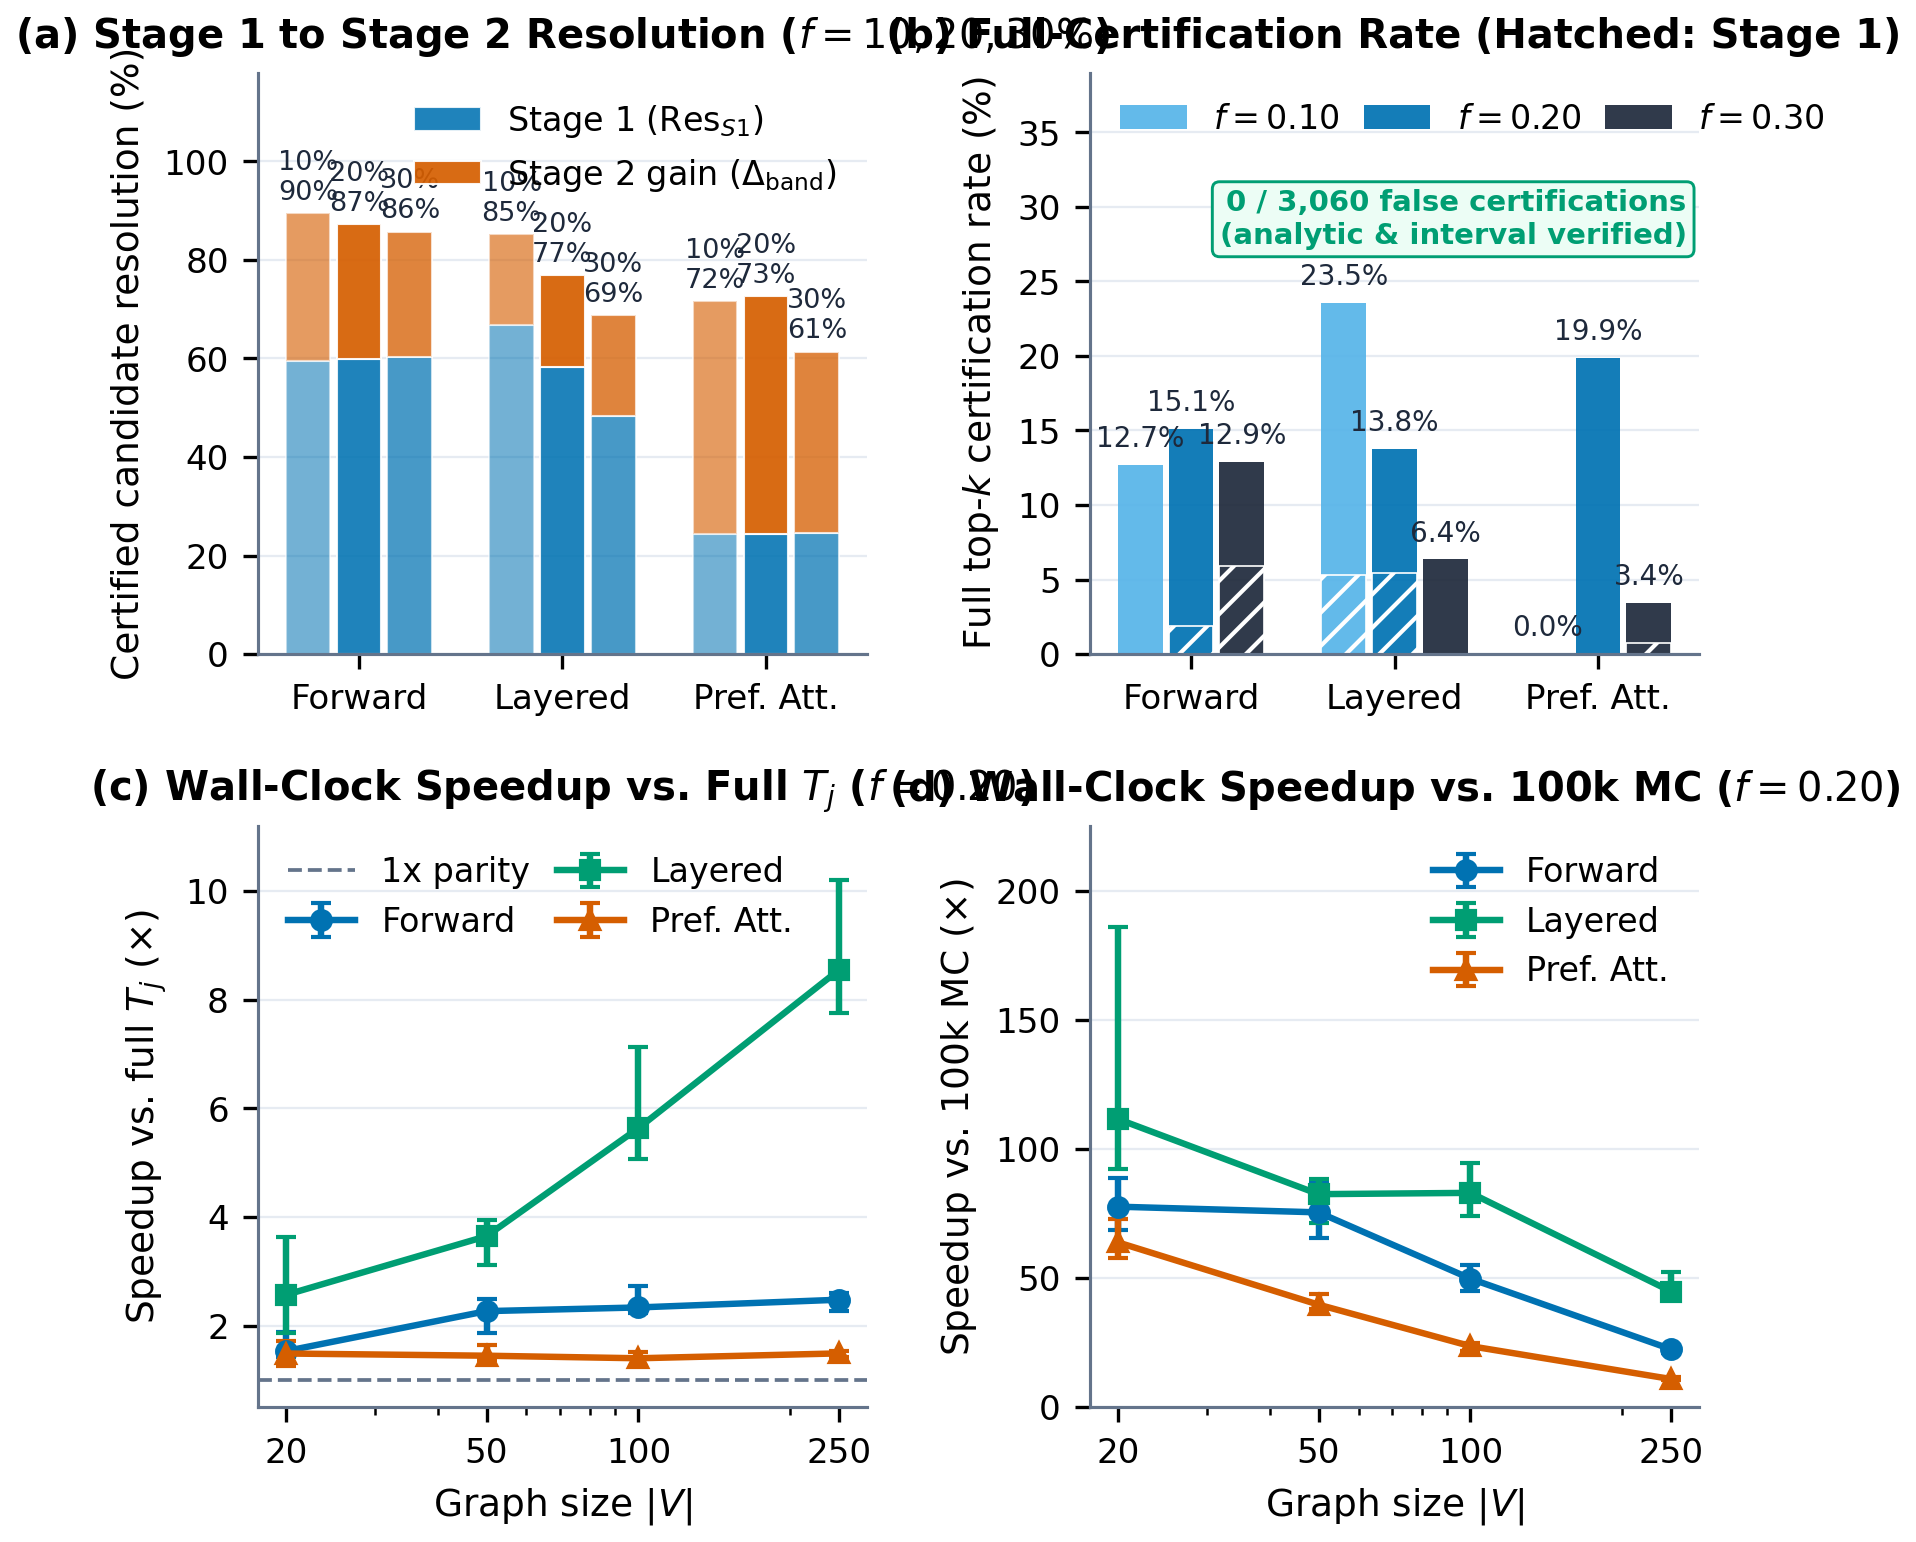 (a) Stage 1 to Stage 2 Resolution (f = 10, 20, 30%)
Certified candidate resolution (%)
100
80
60
40
20
0
Stage 1 (Res_S1)
Stage 2 gain (Δ_band)
10%
90%
20%
87%
30%
86%
10%
85%
20%
77%
30%
69%
10%
72%
20%
73%
30%
61%
Forward
Layered
Pref. Att.
(b) Full Certification Rate (Hatched: Stage 1)
Full top-k certification rate (%)
35
30
25
20
15
10
5
0
f = 0.10
f = 0.20
f = 0.30
0 / 3,060 false certifications
(analytic & interval verified)
12.7%
15.1%
12.9%
23.5%
13.8%
6.4%
0.0%
19.9%
3.4%
Forward
Layered
Pref. Att.
(c) Wall-Clock Speedup vs. Full T_j (f = 0.20)
Speedup vs. full T_j (×)
10
8
6
4
2
1x parity
Forward
Layered
Pref. Att.
20
50
100
250
Graph size |V|
(d) Wall-Clock Speedup vs. 100k MC (f = 0.20)
Speedup vs. 100k MC (×)
200
150
100
50
0
Forward
Layered
Pref. Att.
20
50
100
250
Graph size |V|